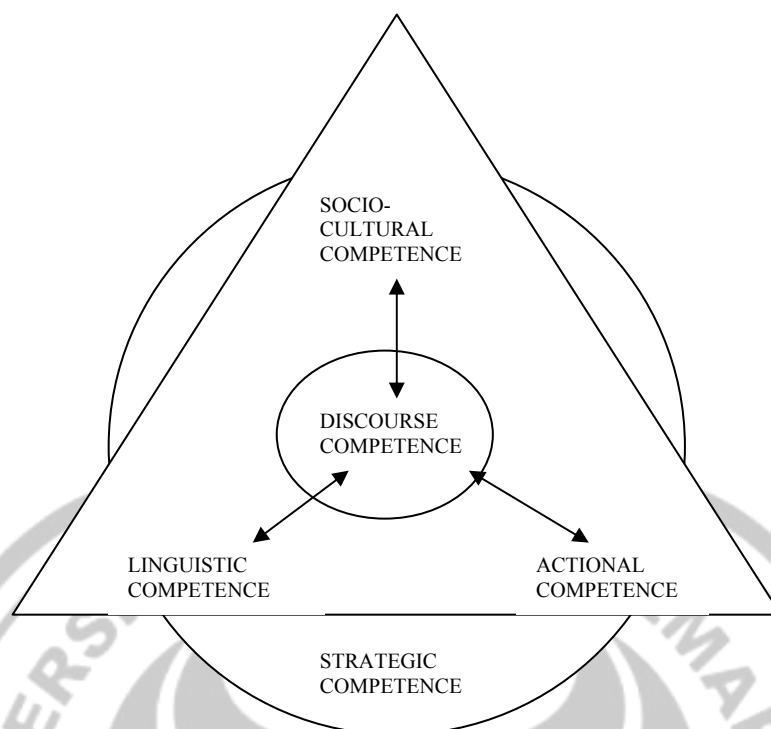 SOCIO-
CULTURAL
COMPETENCE
DISCOURSE
COMPETENCE
LINGUISTIC
COMPETENCE
ACTIONAL
COMPETENCE
STRATEGIC
COMPETENCE